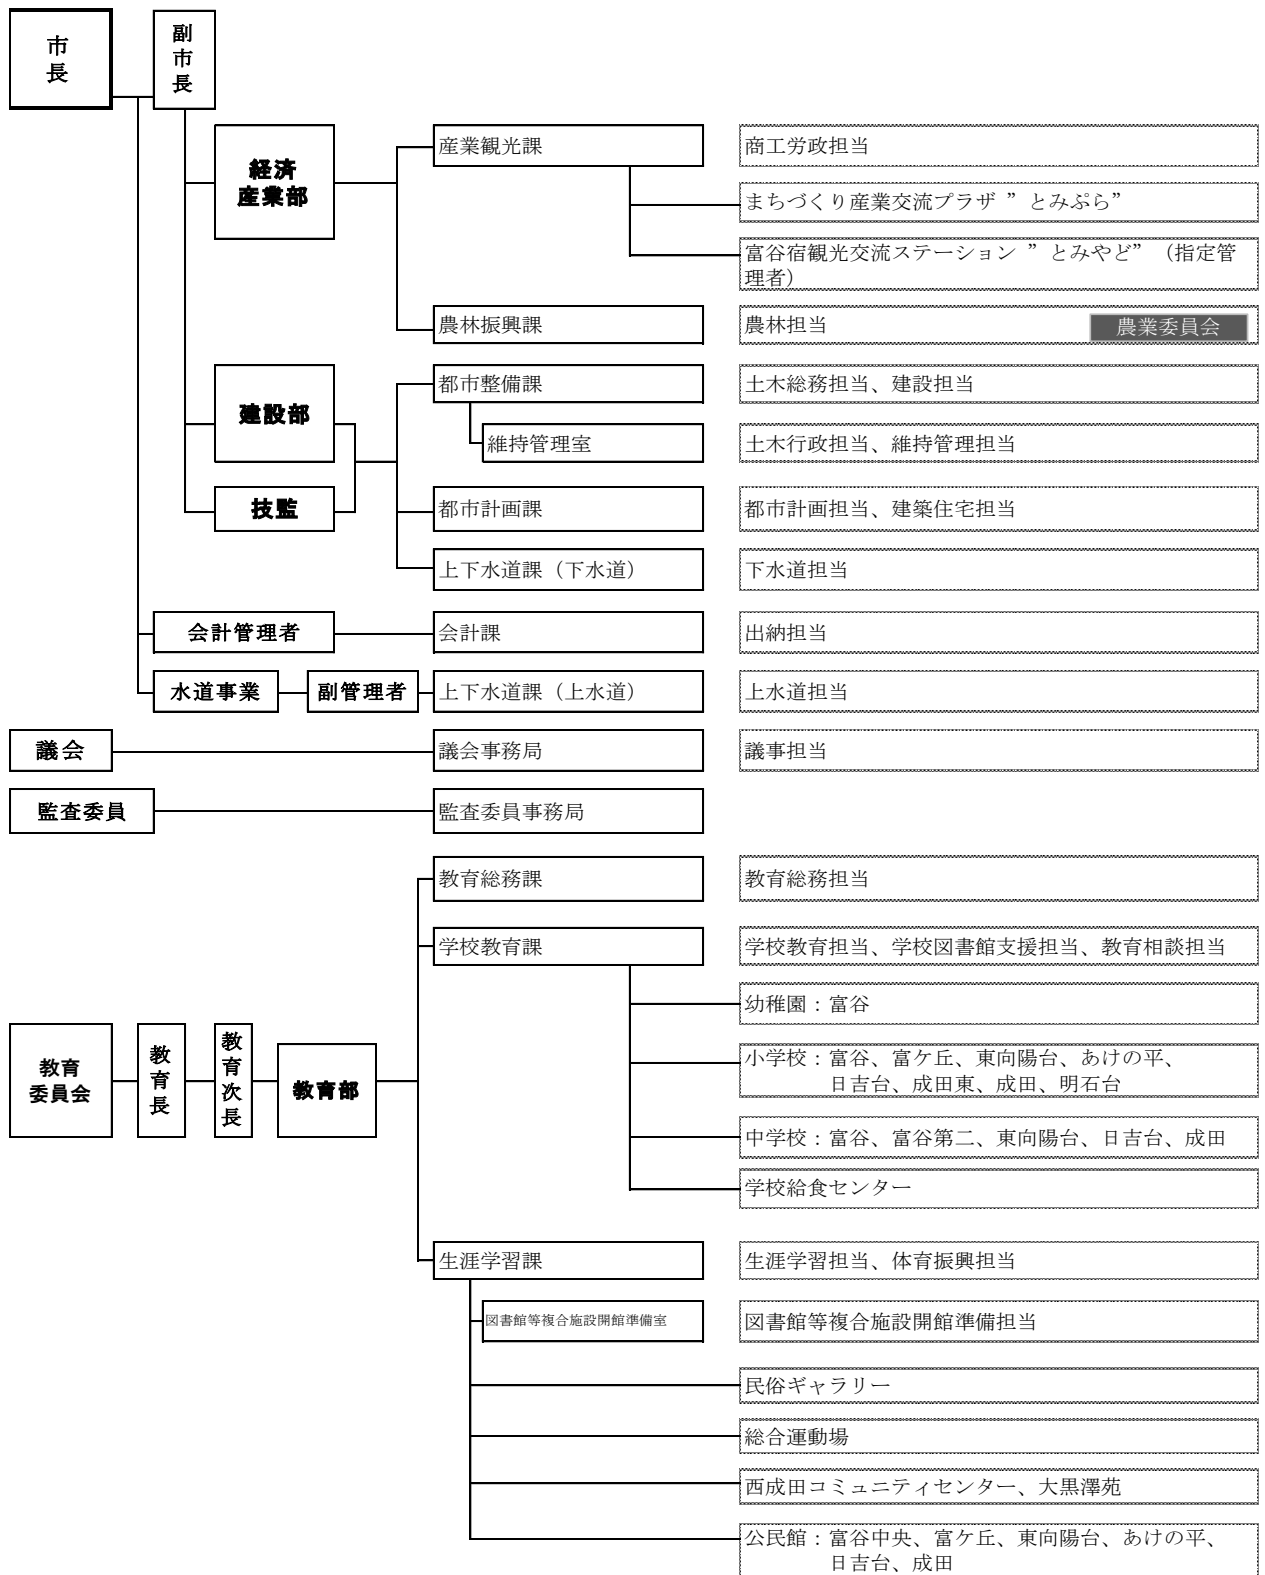 市
長
副
市
長
経済
産業部
産業観光課
商工労政担当
まちづくり産業交流プラザ ”とみぷら”
富谷宿観光交流ステーション ”とみやど”（指定管
理者）
農林振興課
農林担当
農業委員会
建設部
都市整備課
土木総務担当、建設担当
維持管理室
土木行政担当、維持管理担当
技監
都市計画課
都市計画担当、建築住宅担当
上下水道課（下水道）
下水道担当
会計管理者
会計課
出納担当
水道事業
副管理者
上下水道課（上水道）
上水道担当
議会
議会事務局
議事担当
監査委員
監査委員事務局
教育
委員会
教
育
長
教
育
次
長
教育部
教育総務課
教育総務担当
学校教育課
学校教育担当、学校図書館支援担当、教育相談担当
幼稚園：富谷
小学校：富谷、富ケ丘、東向陽台、あけの平、
日吉台、成田東、成田、明石台
中学校：富谷、富谷第二、東向陽台、日吉台、成田
学校給食センター
生涯学習課
生涯学習担当、体育振興担当
図書館等複合施設開館準備室
図書館等複合施設開館準備担当
民俗ギャラリー
総合運動場
西成田コミュニティセンター、大黒澤苑
公民館：富谷中央、富ケ丘、東向陽台、あけの平、
日吉台、成田